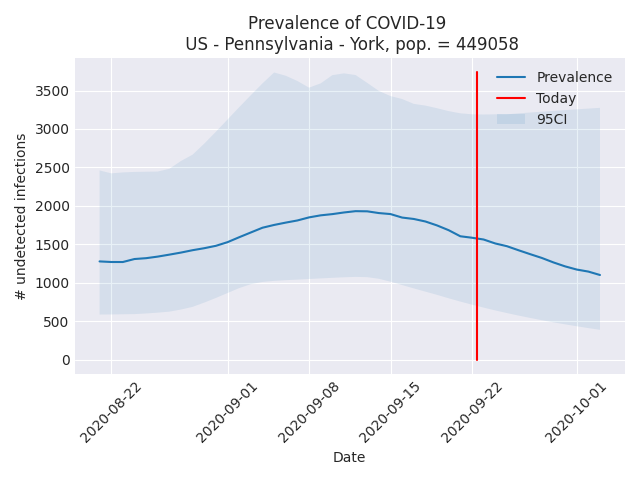 Prevalence of COVID-19
US - Pennsylvania - York, pop. = 449058
Prevalence
Today
95CI
# undetected infections
3500
3000
2500
2000
1500
1000
500
0
2020-08-22
2020-09-01
2020-09-08
2020-09-15
2020-09-22
2020-10-01
Date